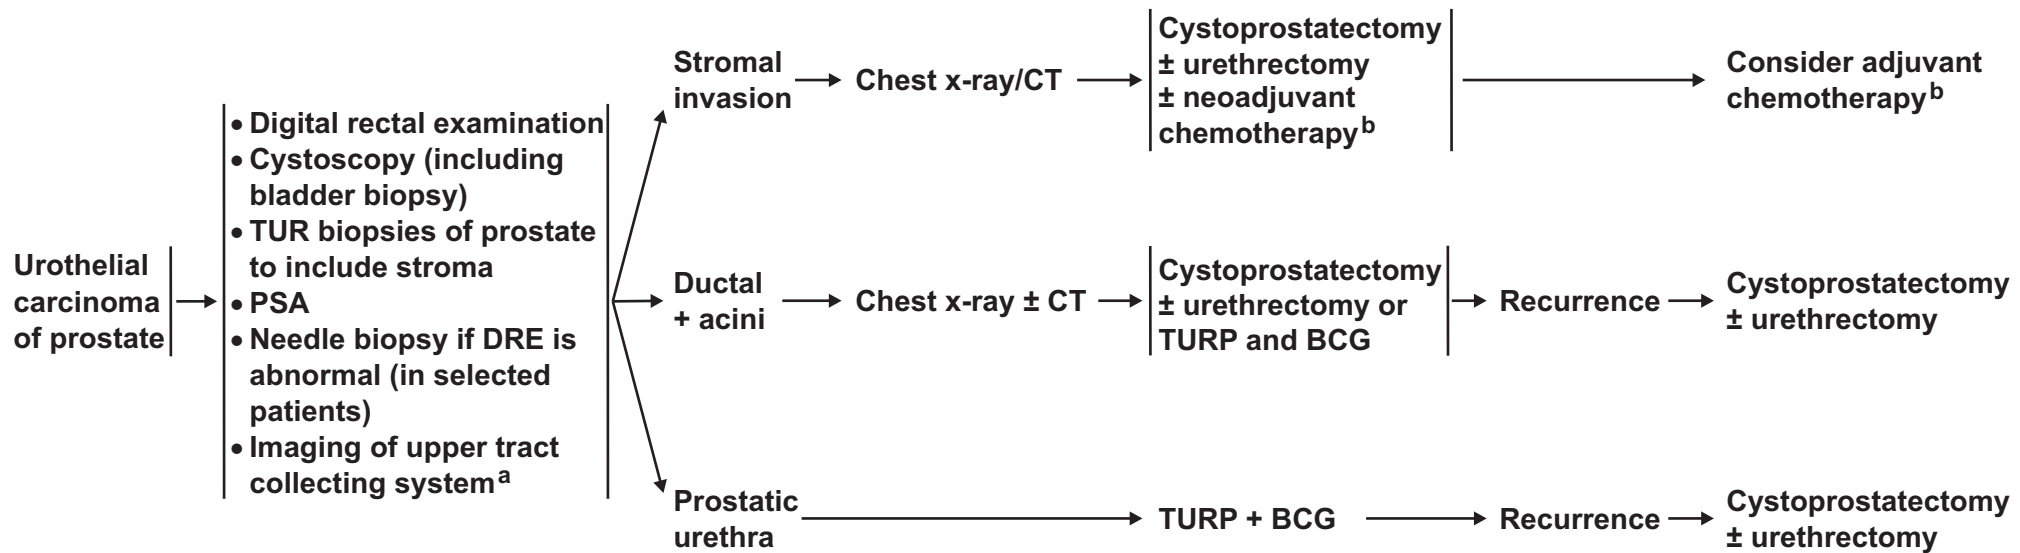 Urothelial
carcinoma
of prostate
• Digital rectal examination
• Cystoscopy (including
bladder biopsy)
• TUR biopsies of prostate
to include stroma
• PSA
• Needle biopsy if DRE is
abnormal (in selected
patients)
• Imaging of upper tract
collecting system a
Stromal
invasion
Chest x-ray/CT
Cystoprostatectomy
± urethrectomy
± neoadjuvant
chemotherapy b
Consider adjuvant
chemotherapy b
Ductal
+ acini
Chest x-ray ± CT
Cystoprostatectomy
± urethrectomy or
TURP and BCG
Recurrence
Cystoprostatectomy
± urethrectomy
Prostatic
urethra
TURP + BCG
Recurrence
Cystoprostatectomy
± urethrectomy